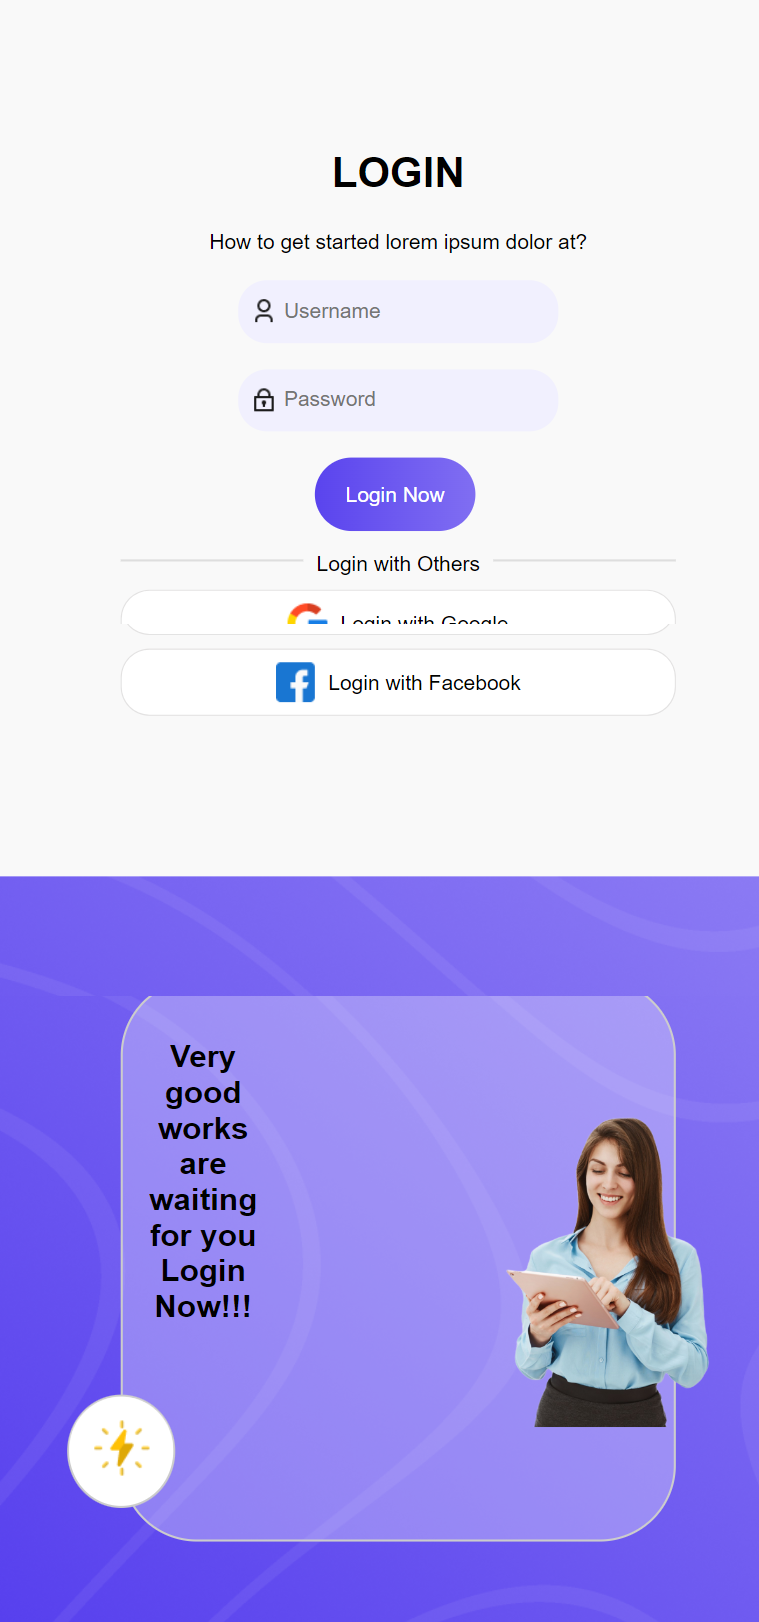 LOGIN
How to get started lorem ipsum dolor at?
Username
Password
Login Now
Login with Others
Login with Google
Login with Facebook
Very
good
works
are
waiting
for you
Login
Now!!!